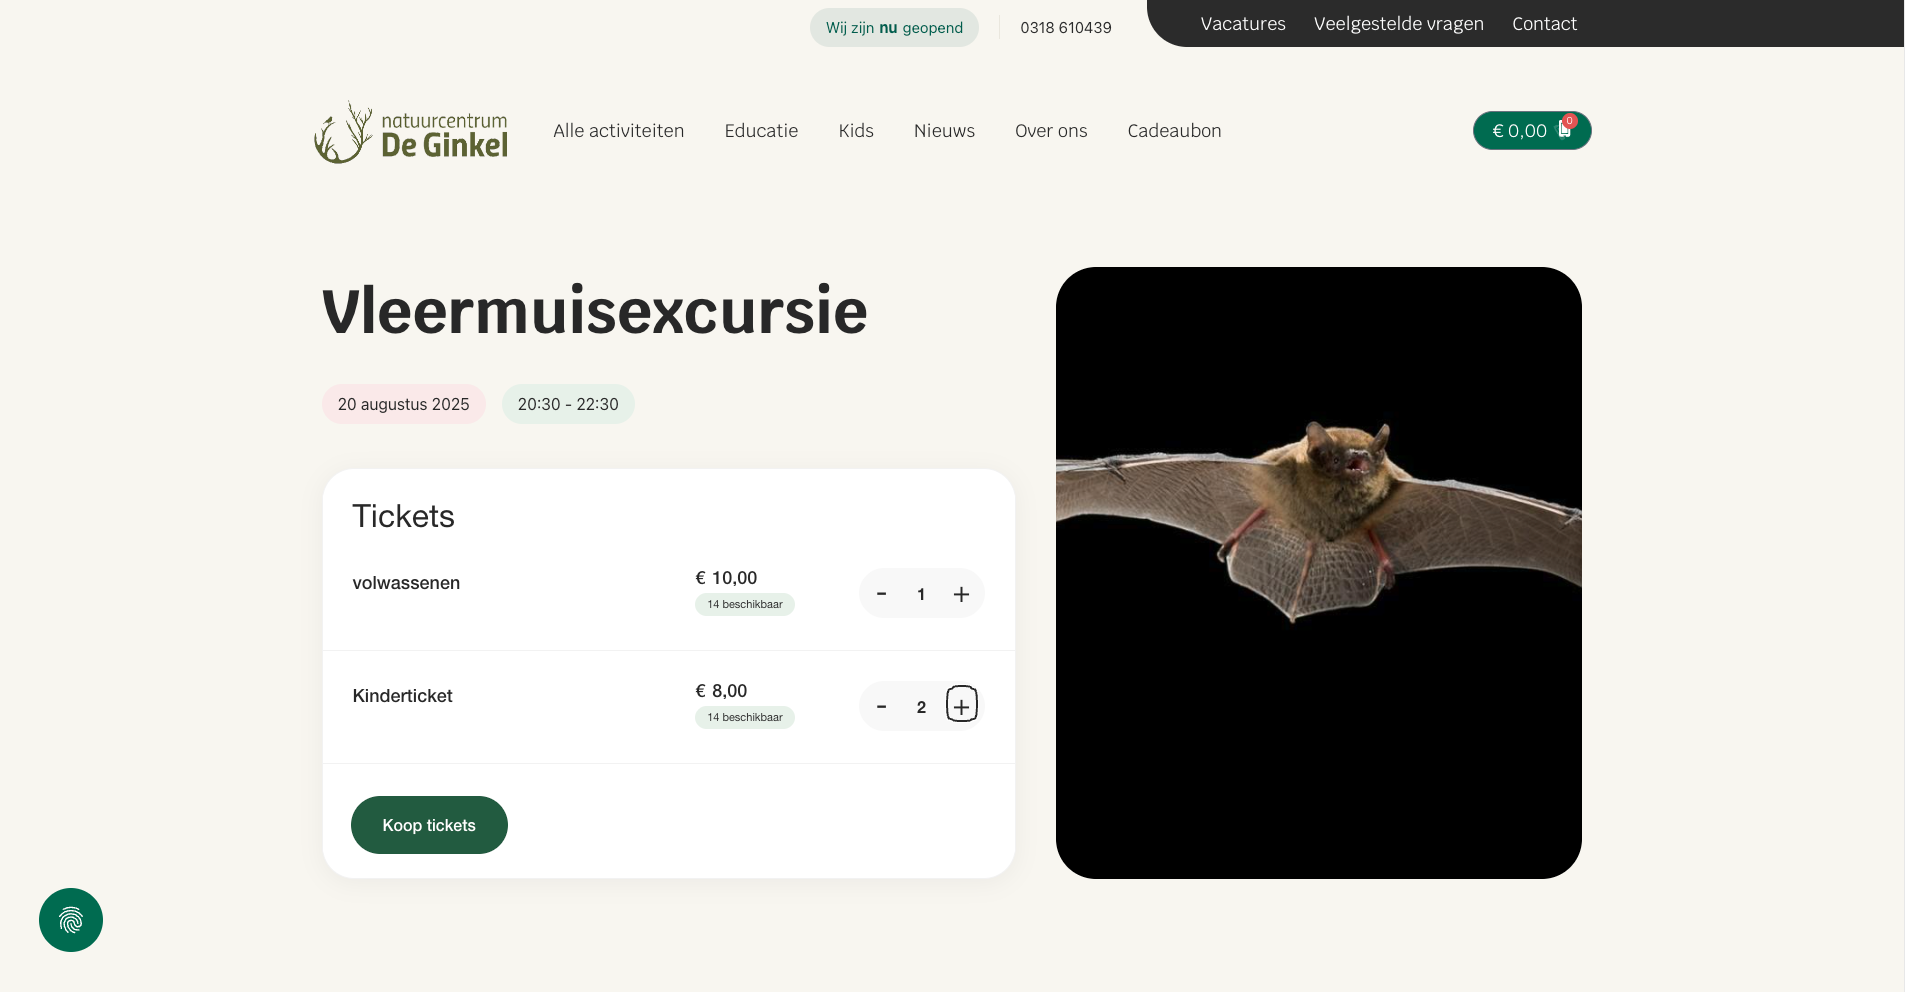 Wij zijn nu geopend
0318 610439
Vacatures
Veelgestelde vragen
Contact
natuurcentrum
De Ginkel
Alle activiteiten
Educatie
Kids
Nieuws
Over ons
Cadeaubon
€ 0,00
0
Vleermuisexcursie
20 augustus 2025
20:30 - 22:30
Tickets
volwassenen
€ 10,00
14 beschikbaar
- 1 +
Kinderticket
€ 8,00
14 beschikbaar
- 2 +
Koop tickets